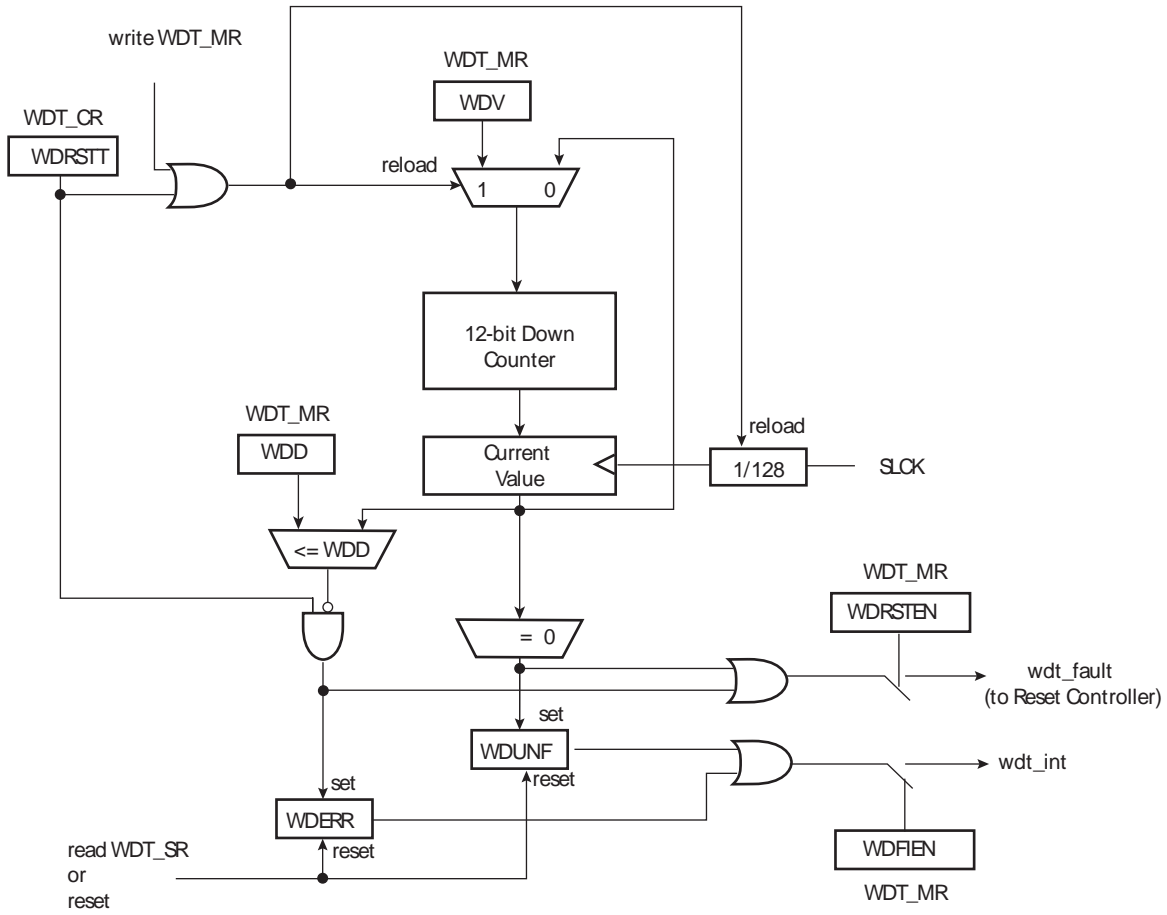 write WDT_MR
WDT_MR
WDV
WDT_CR
WDRSTT
reload
1 0
12-bit Down
Counter
WDT_MR
WDD
reload
Current
Value
1/128
SLCK
<= WDD
WDT_MR
WDRSTEN
= 0
wdt_fault
(to Reset Controller)
set
WDUNF
reset
wdt_int
set
WDERR
reset
WDFIEN
WDT_MR
read WDT_SR
or
reset